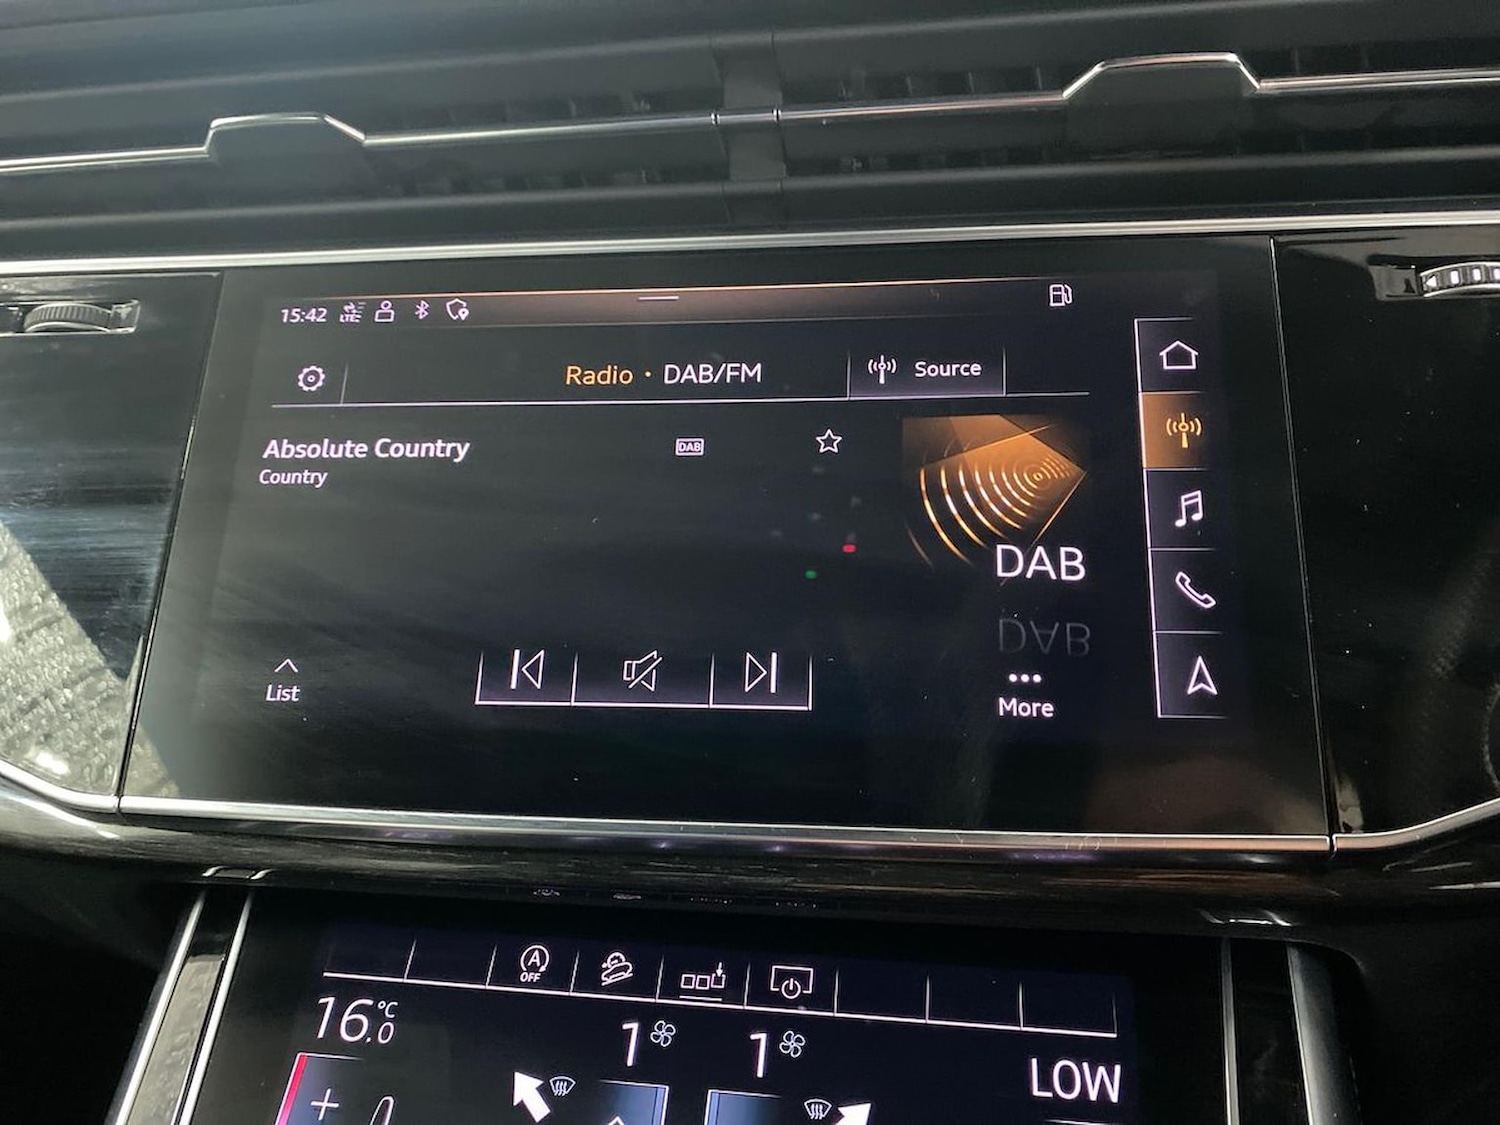 15:42 LTE
Radio · DAB/FM
Source
Absolute Country
DAB
Country
DAB
List
More
A
OFF
16.0 °C
1
1
LOW
+